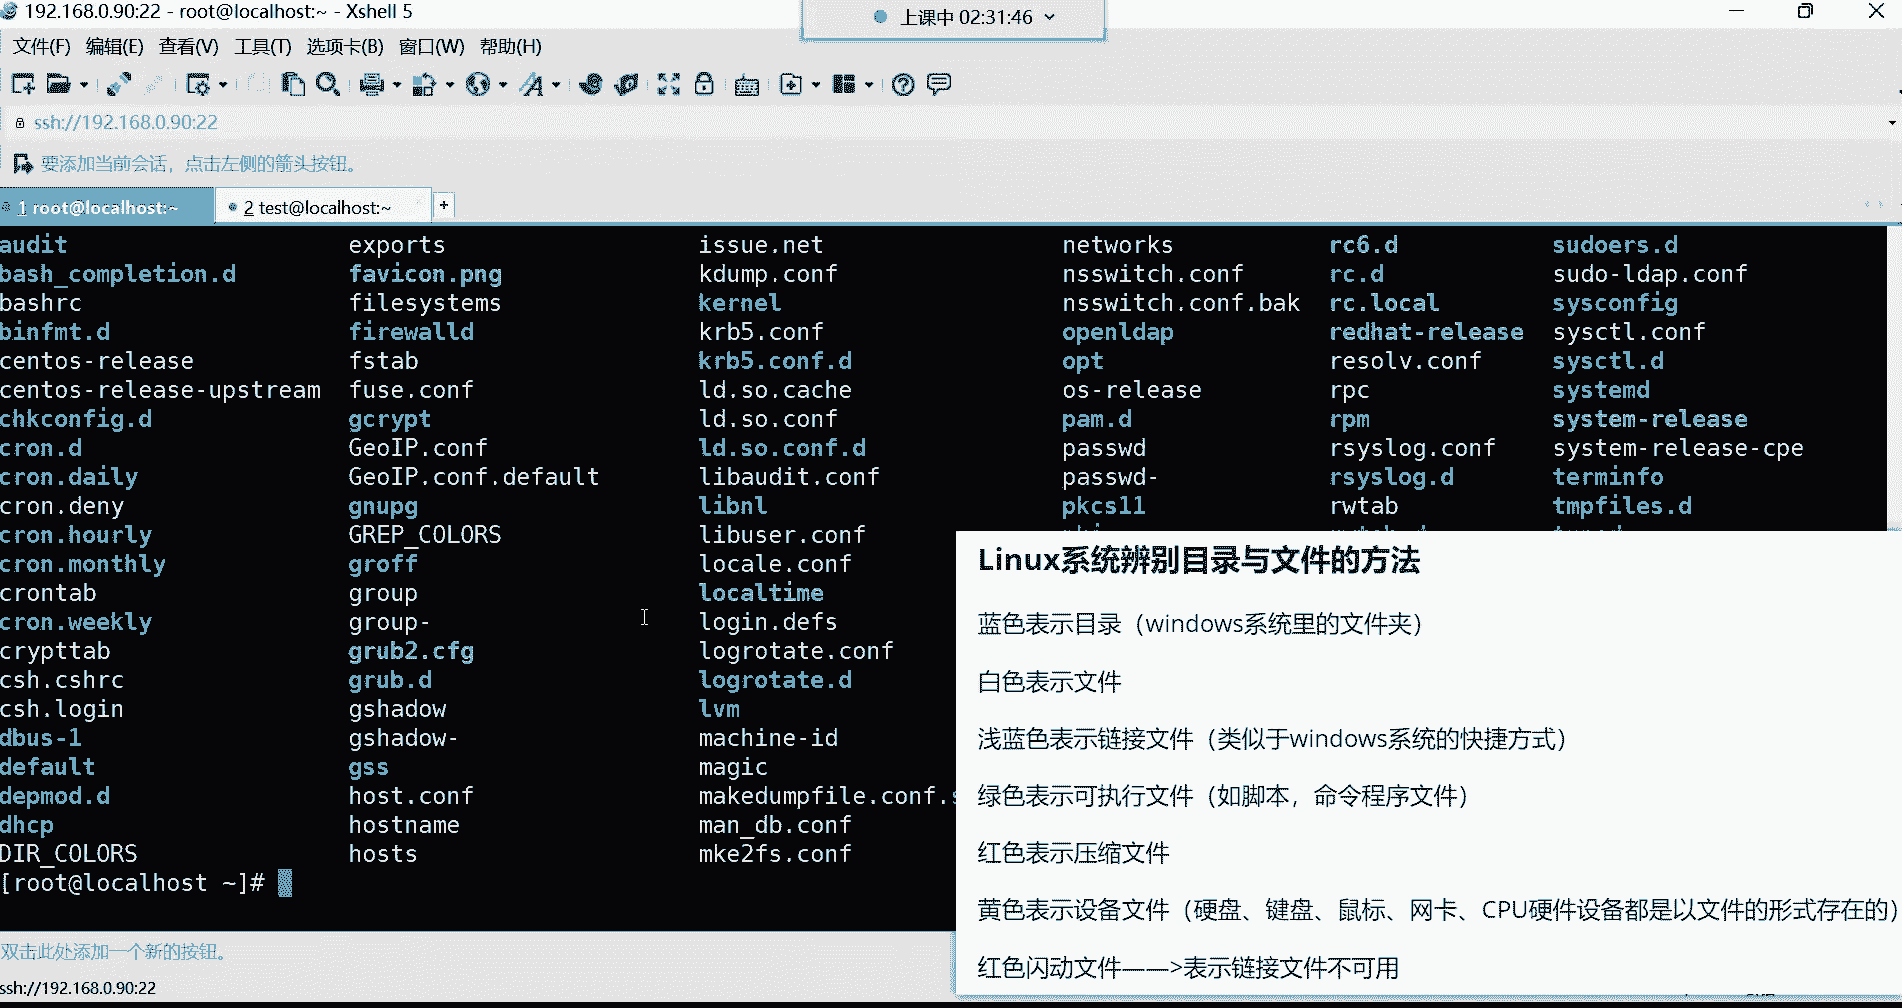 192.168.0.90:22 - root@localhost:~ - Xshell 5
上课中 02:31:46
文件(F) 编辑(E) 查看(V) 工具(T) 选项卡(B) 窗口(W) 帮助(H)
ssh://192.168.0.90:22
要添加当前会话，点击左侧的箭头按钮。
1 root@localhost:~ 2 test@localhost:~ +
audit exports issue.net networks rc6.d sudoers.d
bash_completion.d favicon.png kdump.conf nsswitch.conf rc.d sudo-ldap.conf
bashrc filesystems kernel nsswitch.conf.bak rc.local sysconfig
binfmt.d firewalld krb5.conf openldap redhat-release sysctl.conf
centos-release fstab krb5.conf.d opt resolv.conf sysctl.d
centos-release-upstream fuse.conf ld.so.cache os-release rpc systemd
chkconfig.d gcrypt ld.so.conf pam.d rpm system-release
cron.d GeoIP.conf ld.so.conf.d passwd rsyslog.conf system-release-cpe
cron.daily GeoIP.conf.default libaudit.conf passwd- rsyslog.d terminfo
cron.deny gnupg libnl pkcs11 rwtab tmpfiles.d
cron.hourly GREP_COLORS libuser.conf
cron.monthly groff locale.conf
crontab group localtime
cron.weekly group- login.defs
crypttab grub2.cfg logrotate.conf
csh.cshrc grub.d logrotate.d
csh.login gshadow lvm
dbus-1 gshadow- machine-id
default gss magic
depmod.d host.conf makedumpfile.conf.s
dhcp hostname man_db.conf
DIR_COLORS hosts mke2fs.conf
[root@localhost ~]#
Linux系统辨别目录与文件的方法
蓝色表示目录（windows系统里的文件夹）
白色表示文件
浅蓝色表示链接文件（类似于windows系统的快捷方式）
绿色表示可执行文件（如脚本，命令程序文件）
红色表示压缩文件
黄色表示设备文件（硬盘、键盘、鼠标、网卡、CPU硬件设备都是以文件的形式存在的）
红色闪动文件——>表示链接文件不可用
双击此处添加一个新的按钮。
ssh://192.168.0.90:22